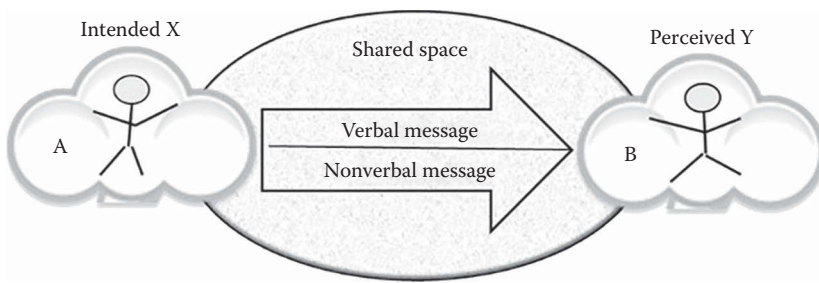 Intended X
Shared space
Perceived Y
A
Verbal message
Nonverbal message
B